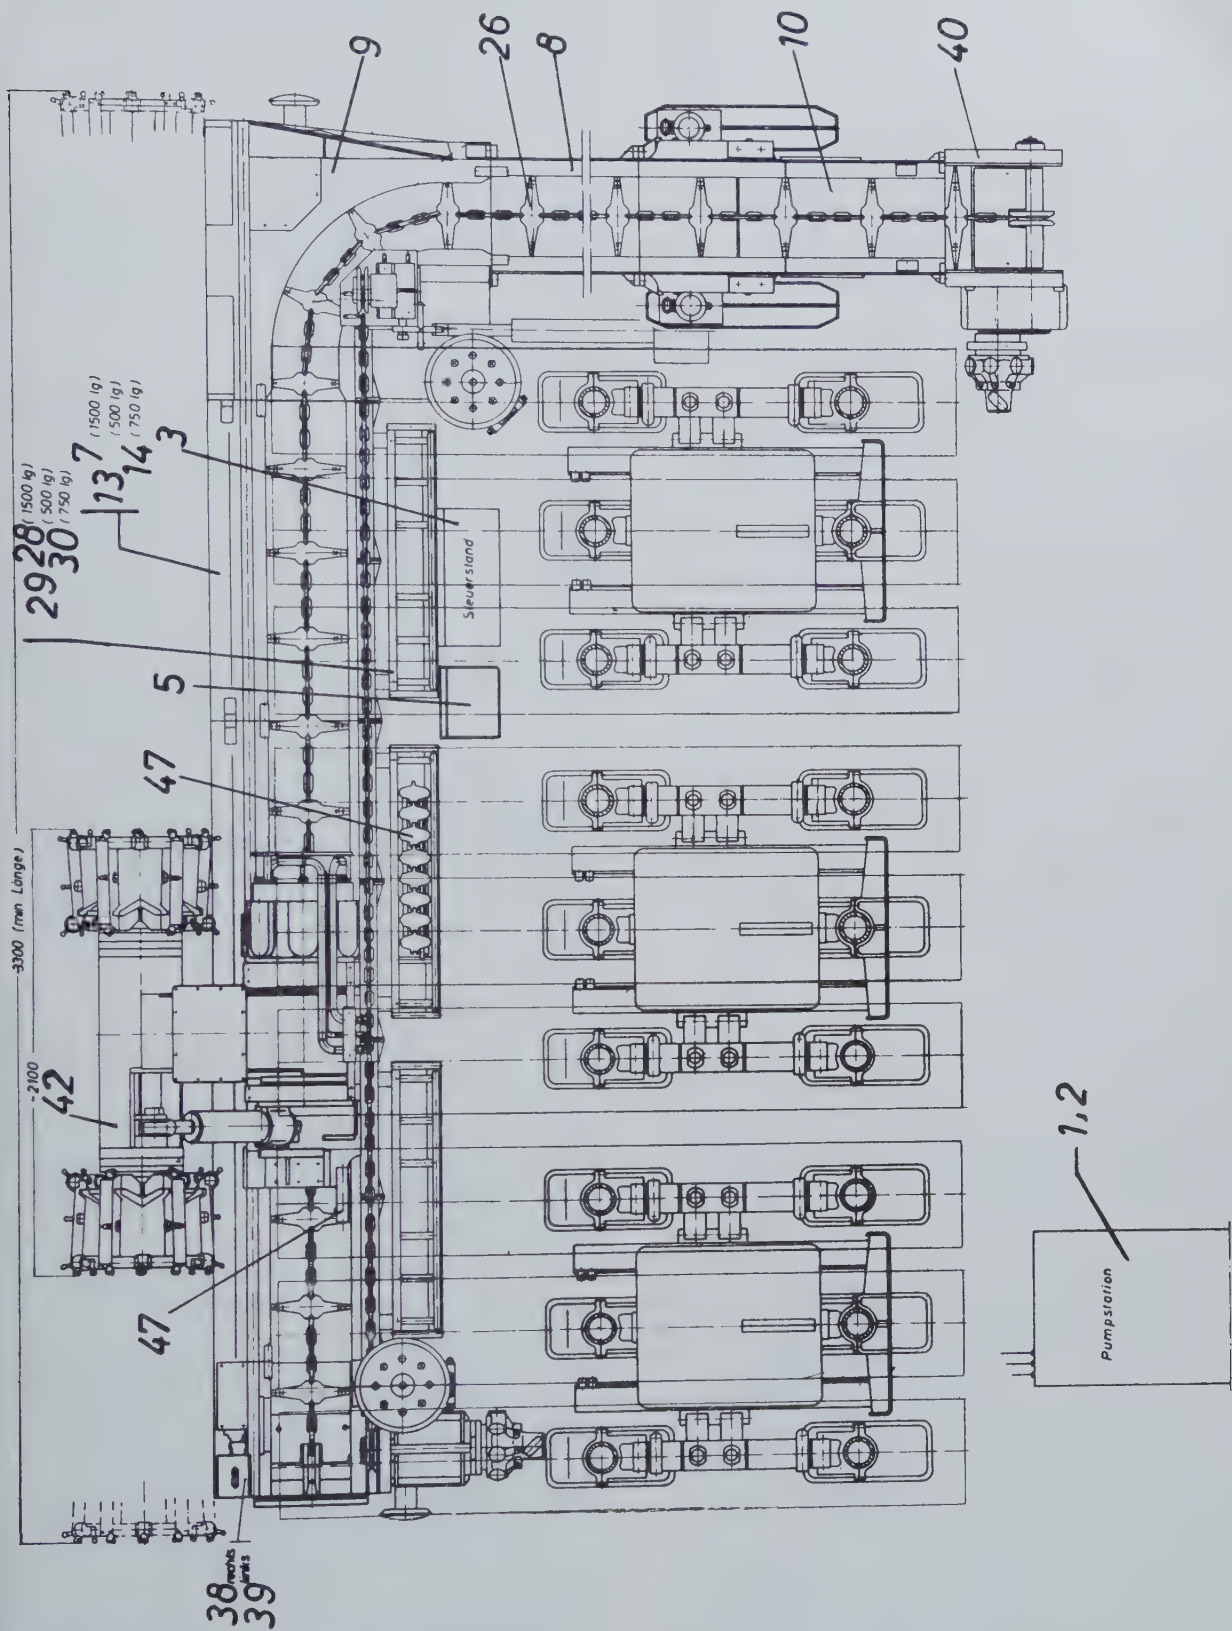 9
26
8
10
40
7 (1500 lg)
13 (500 lg)
14 (750 lg)
3
28 (1500 lg)
29 (500 lg)
30 (750 lg)
Steuerstand
5
47
~3300 (min Länge)
~2100
42
47
1,2
Pumpstation
38 rechts
39 links